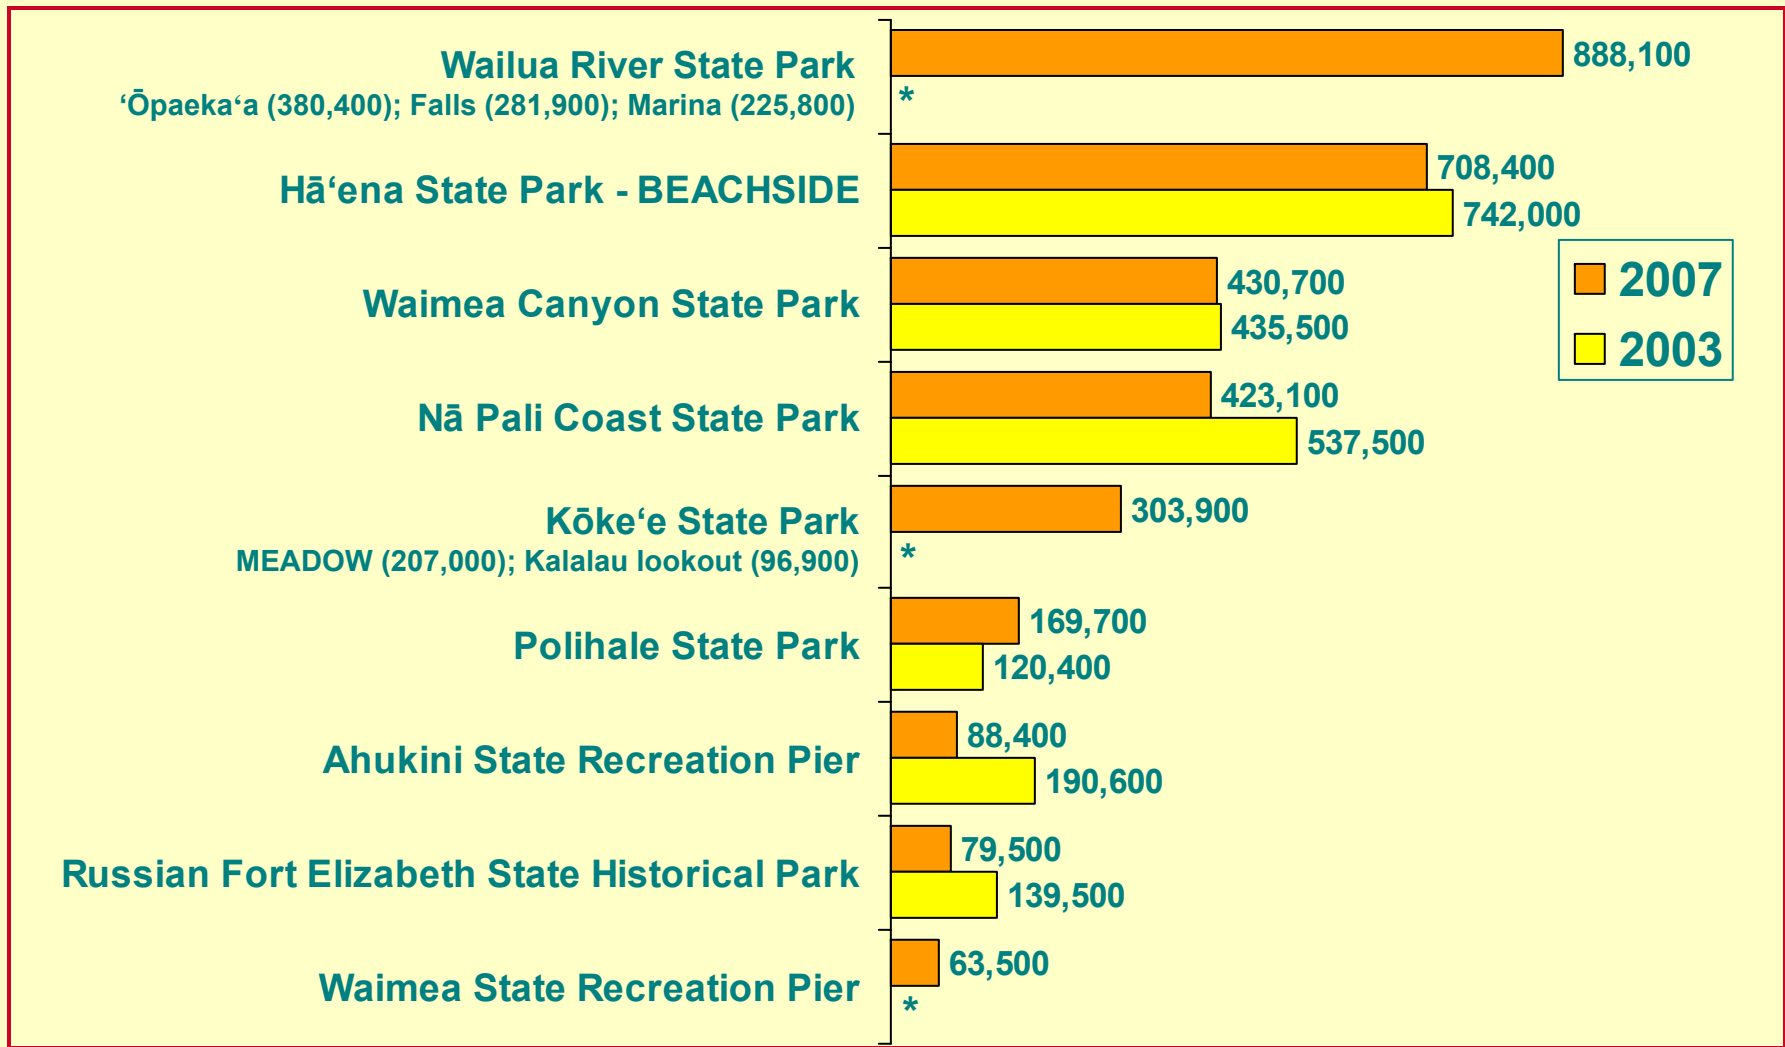 Wailua River State Park
ʻŌpaekaʻa (380,400); Falls (281,900); Marina (225,800)
888,100
*
Hāʻena State Park - BEACHSIDE
708,400
742,000
Waimea Canyon State Park
430,700
435,500
2007
2003
Nā Pali Coast State Park
423,100
537,500
Kōkeʻe State Park
MEADOW (207,000); Kalalau lookout (96,900)
303,900
*
Polihale State Park
169,700
120,400
Ahukini State Recreation Pier
88,400
190,600
Russian Fort Elizabeth State Historical Park
79,500
139,500
Waimea State Recreation Pier
63,500
*